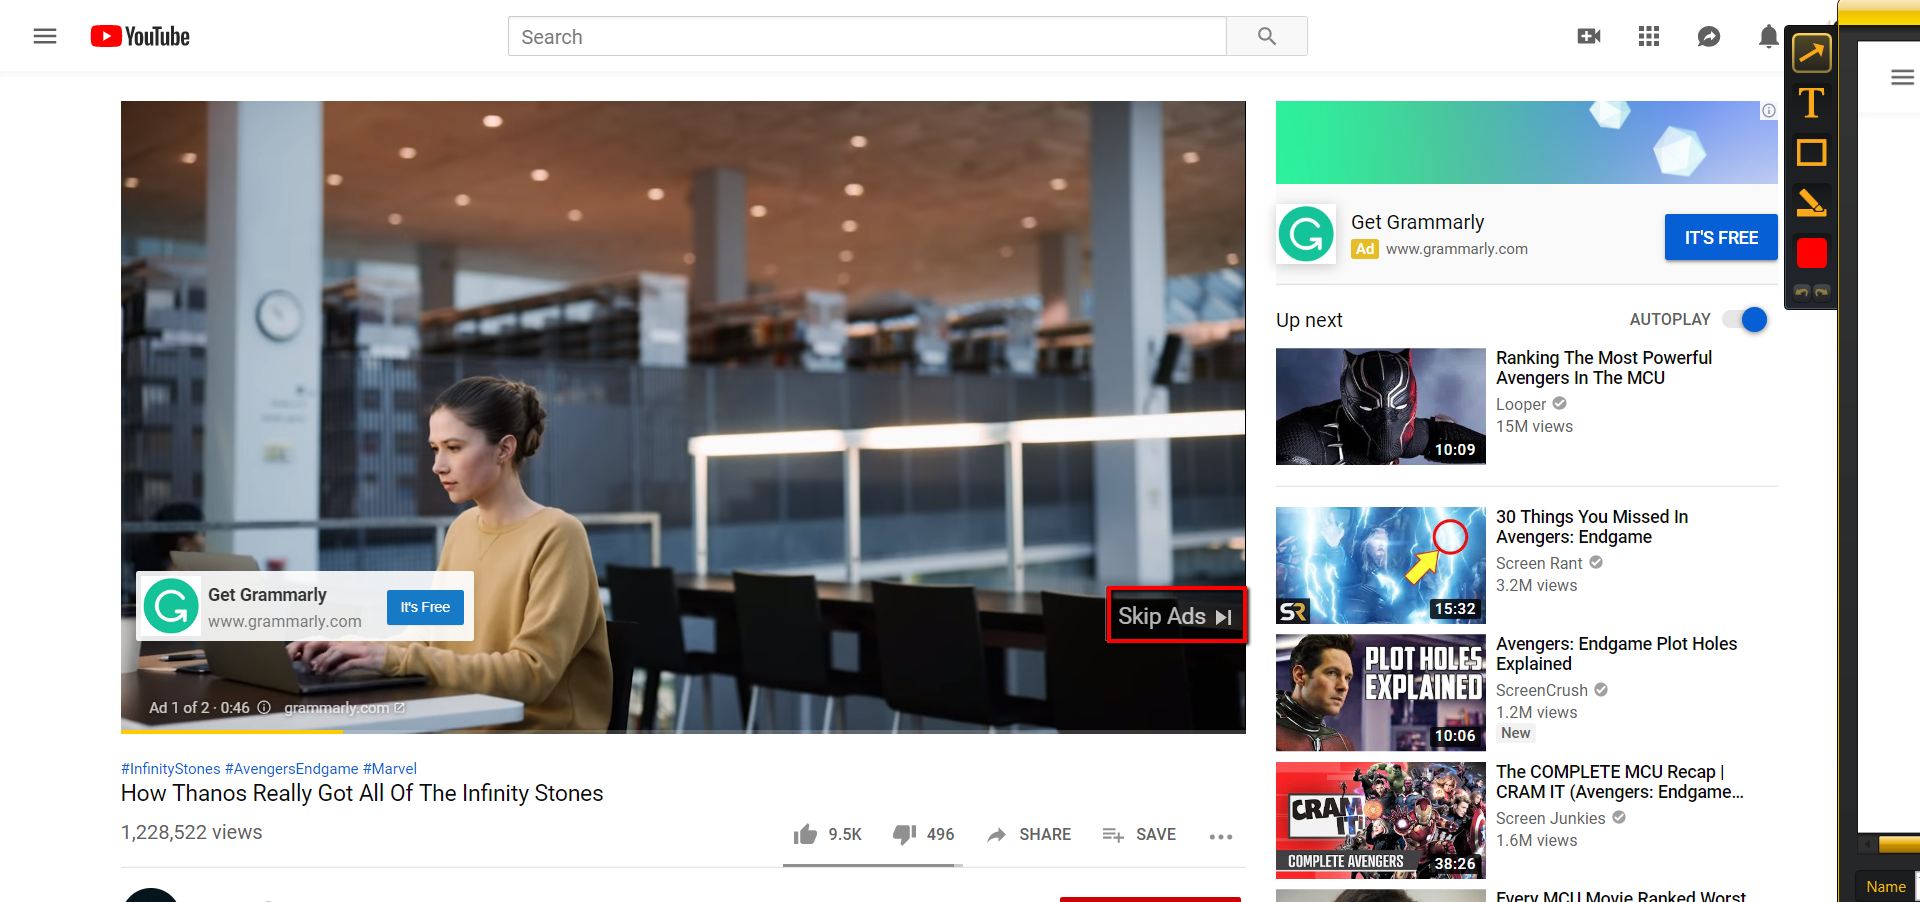 YouTube
Search
Get Grammarly
www.grammarly.com
It's Free
Skip Ads
Ad 1 of 2 · 0:46
grammarly.com
#InfinityStones #AvengersEndgame #Marvel
How Thanos Really Got All Of The Infinity Stones
1,228,522 views
9.5K
496
SHARE
SAVE
Get Grammarly
Ad www.grammarly.com
IT'S FREE
Up next
AUTOPLAY
10:09
Ranking The Most Powerful
Avengers In The MCU
Looper
15M views
SR
15:32
30 Things You Missed In
Avengers: Endgame
Screen Rant
3.2M views
PLOT HOLES
EXPLAINED
10:06
Avengers: Endgame Plot Holes
Explained
ScreenCrush
1.2M views
New
CRAM
IT!
COMPLETE AVENGERS
38:26
The COMPLETE MCU Recap |
CRAM IT (Avengers: Endgame...
Screen Junkies
1.6M views
Every MCU Movie Ranked Worst
T
Name